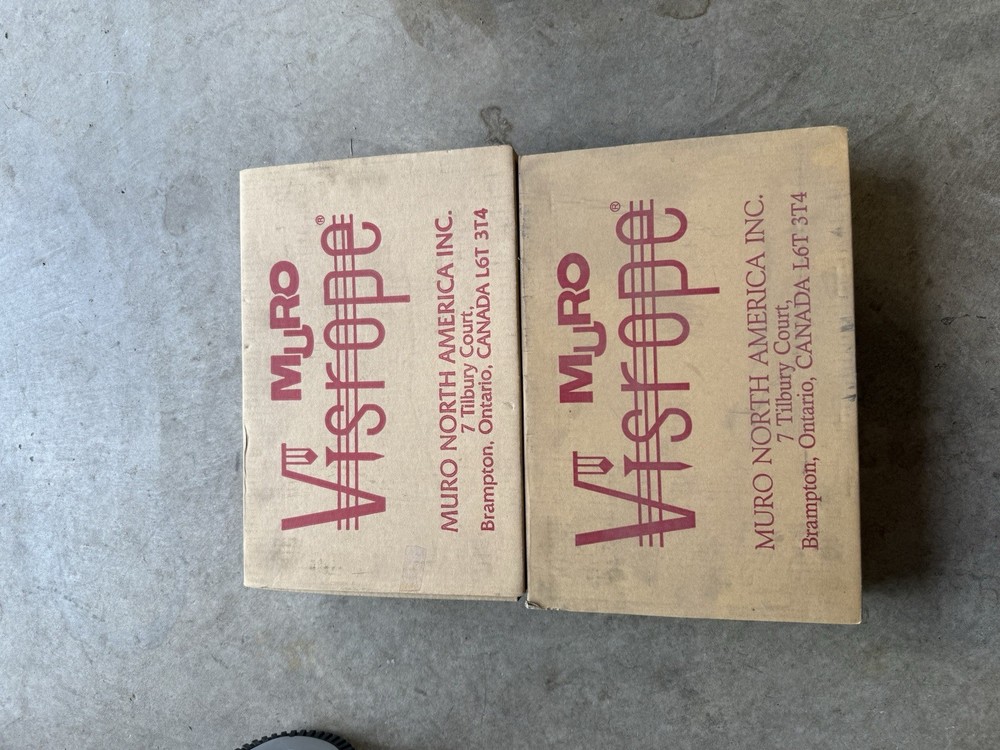 MURO
Visrope®
MURO NORTH AMERICA INC.
7 Tilbury Court,
Brampton, Ontario, CANADA L6T 3T4
MURO
Visrope®
MURO NORTH AMERICA INC.
7 Tilbury Court,
Brampton, Ontario, CANADA L6T 3T4